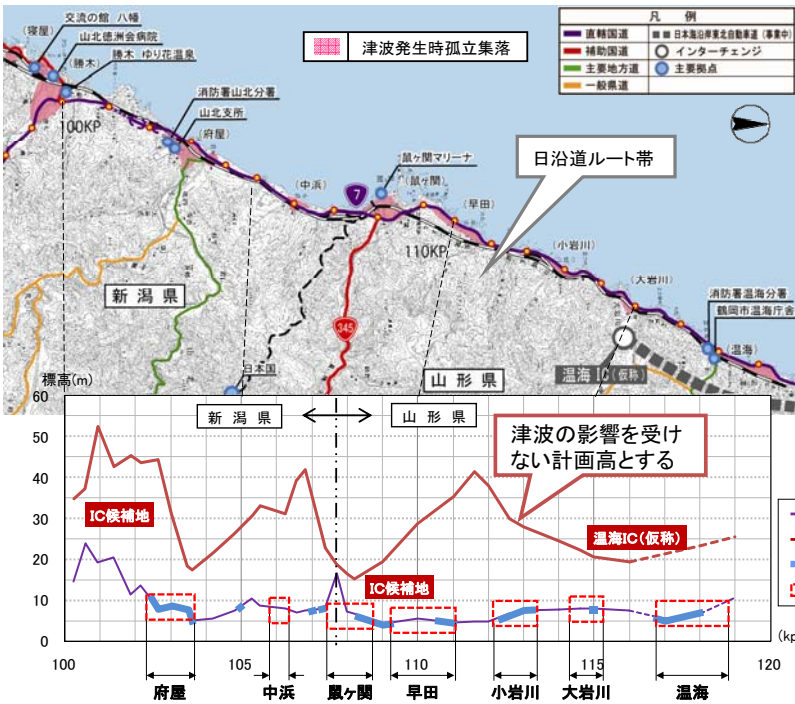 交流の館 八幡
(寝屋)
山北徳洲会病院
(勝木)
勝木 ゆり花温泉
100KP
消防署山北分署
山北支所
(府屋)
津波発生時孤立集落
凡 例
直轄国道
補助国道
主要地方道
一般県道
日本海沿岸東北自動車道(事業中)
インターチェンジ
主要拠点
日沿道ルート帯
鼠ヶ関マリーナ
(鼠ヶ関)
7
(中浜)
(早田)
110KP
(小岩川)
(大岩川)
消防署温海分署
鶴岡市温海庁舎
(温海)
新潟県
345
日本国
山形県
温海IC(仮称)
標高(m)
60
50
40
30
20
10
0
新 潟 県
山 形 県
津波の影響を受け
ない計画高とする
IC候補地
IC候補地
温海IC(仮称)
(kp
100
105
110
115
120
府屋
中浜
鼠ヶ関
早田
小岩川
大岩川
温海